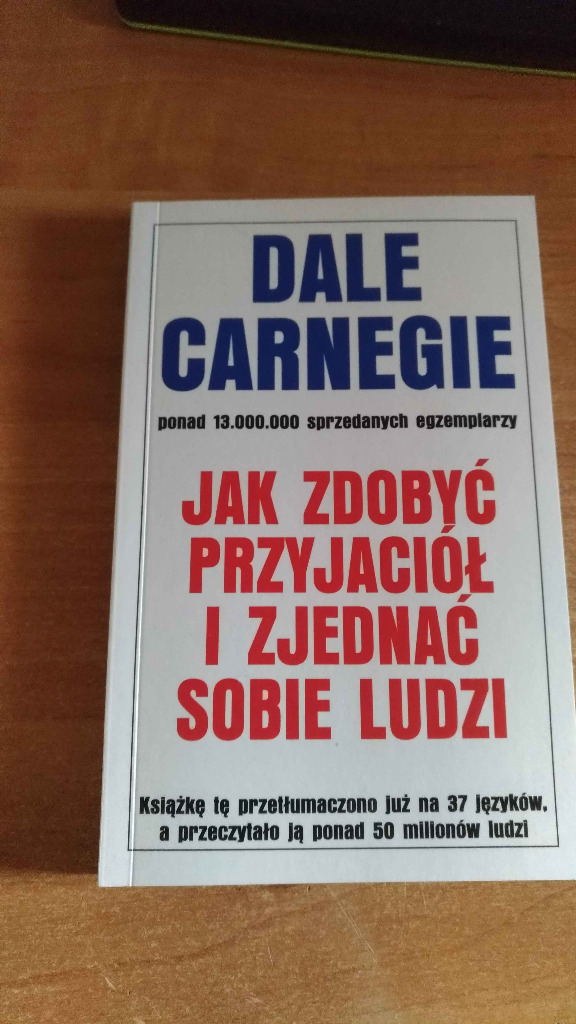 DALE
CARNEGIE
ponad 13.000.000 sprzedanych egzemplarzy
JAK ZDOBYĆ
PRZYJACIÓŁ
I ZJEDNAĆ
SOBIE LUDZI
Książkę tę przetłumaczono już na 37 języków,
a przeczytało ją ponad 50 milionów ludzi